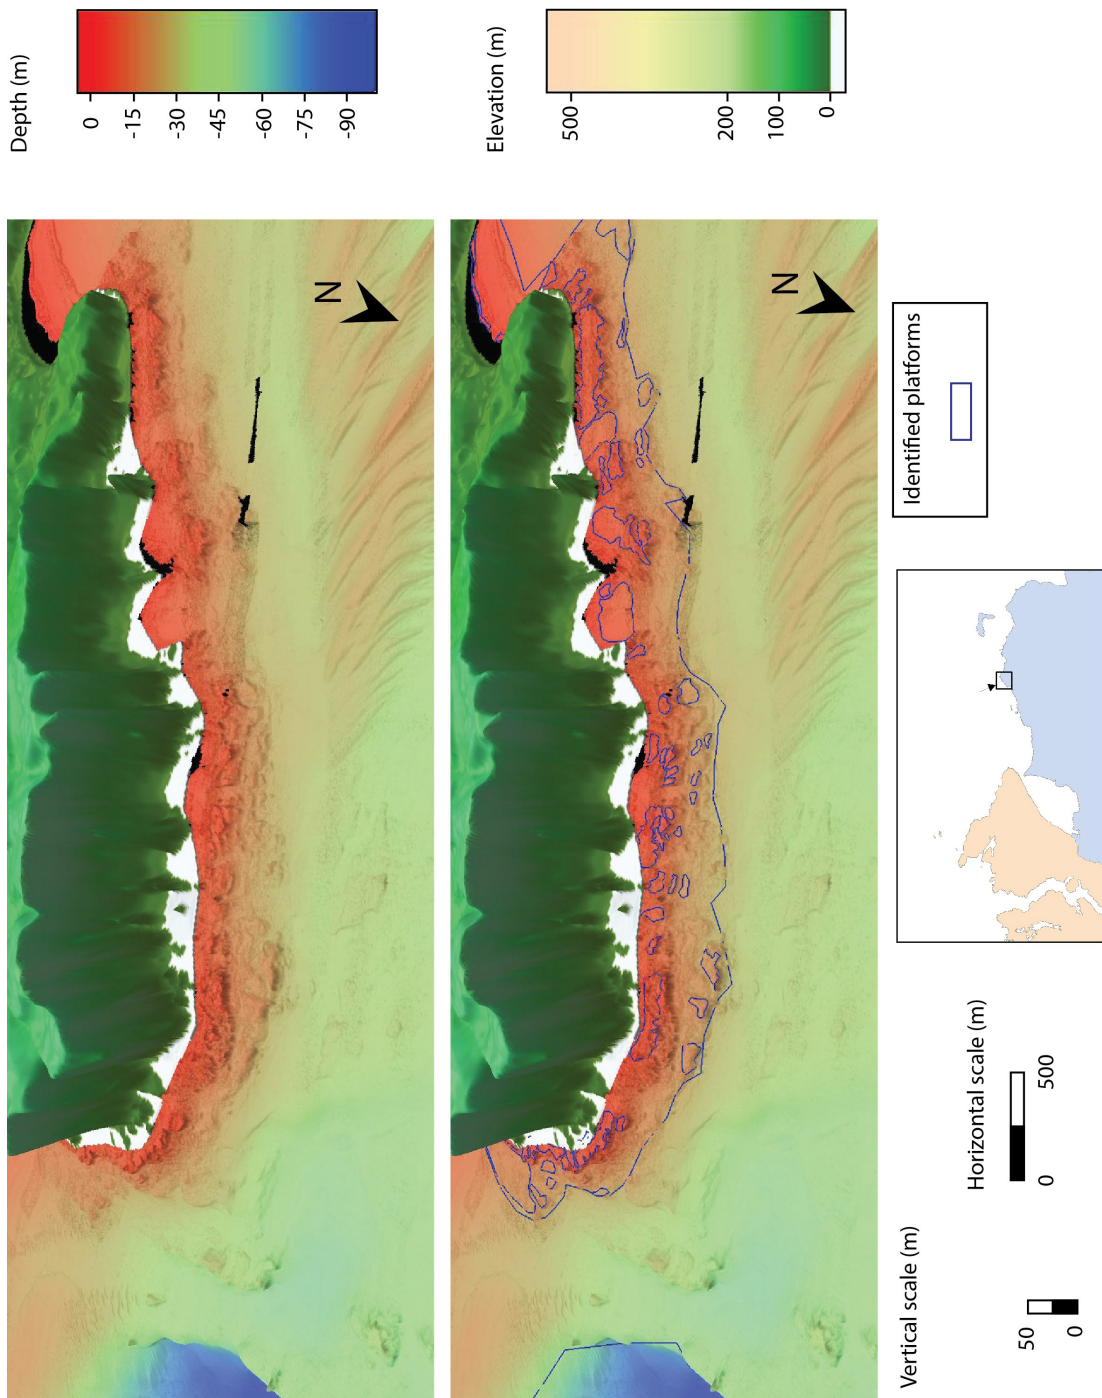 N
N
Vertical scale (m)
50
0
Horizontal scale (m)
0 500
Identified platforms
Depth (m)
0
-15
-30
-45
-60
-75
-90
Elevation (m)
500
200
100
0